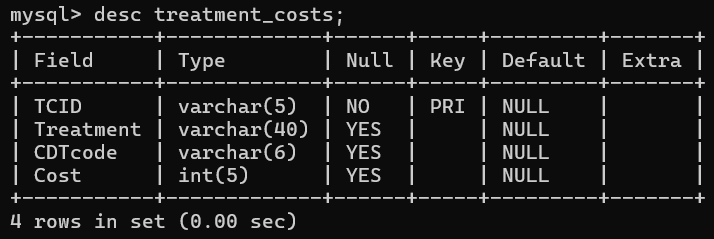 mysql> desc treatment_costs;
+-----------+-------------+------+-----+---------+-------+
| Field     | Type        | Null | Key | Default | Extra |
+-----------+-------------+------+-----+---------+-------+
| TCID      | varchar(5)  | NO   | PRI | NULL    |       |
| Treatment | varchar(40) | YES  |     | NULL    |       |
| CDTcode   | varchar(6)  | YES  |     | NULL    |       |
| Cost      | int(5)      | YES  |     | NULL    |       |
+-----------+-------------+------+-----+---------+-------+
4 rows in set (0.00 sec)